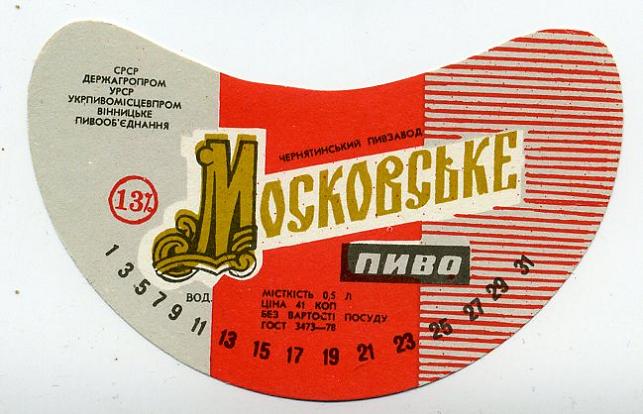 СРСР
ДЕРЖАГРОПРОМ
УРСР
УКРПИВОМІСЦЕВПРОМ
ВІННИЦЬКЕ
ПИВООБ'ЄДНАННЯ
ЧЕРНЯТИНСЬКИЙ ПИВЗАВОД
МОСКОВСЬКЕ
13%
ПИВО
ВОД.
МІСТКІСТЬ 0,5 Л
ЦІНА 41 КОП
БЕЗ ВАРТОСТІ ПОСУДУ
ГОСТ 3473—78
1 3 5 7 9 11 13 15 17 19 21 23 25 27 29 31